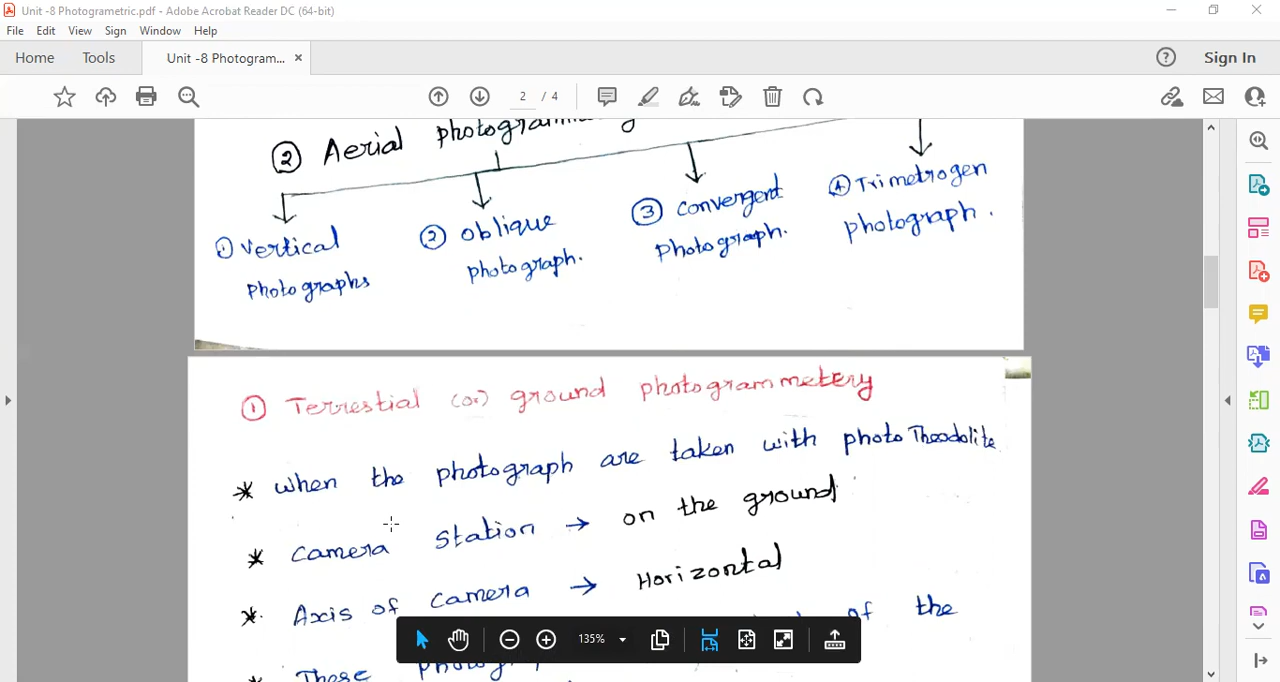 Unit -8 Photogrametric.pdf - Adobe Acrobat Reader DC (64-bit)
File Edit View Sign Window Help
Home Tools Unit -8 Photogram... × Sign In
2 / 4
② Aerial
① Vertical photographs
② oblique photograph.
③ convergent photograph.
④ Trimetrogen photograph.
① Terrestial (or) ground photogrammetery
* when the photograph are taken with photo Theodolite
* camera station → on the ground
* Axis of camera → Horizontal
* These of the
135%